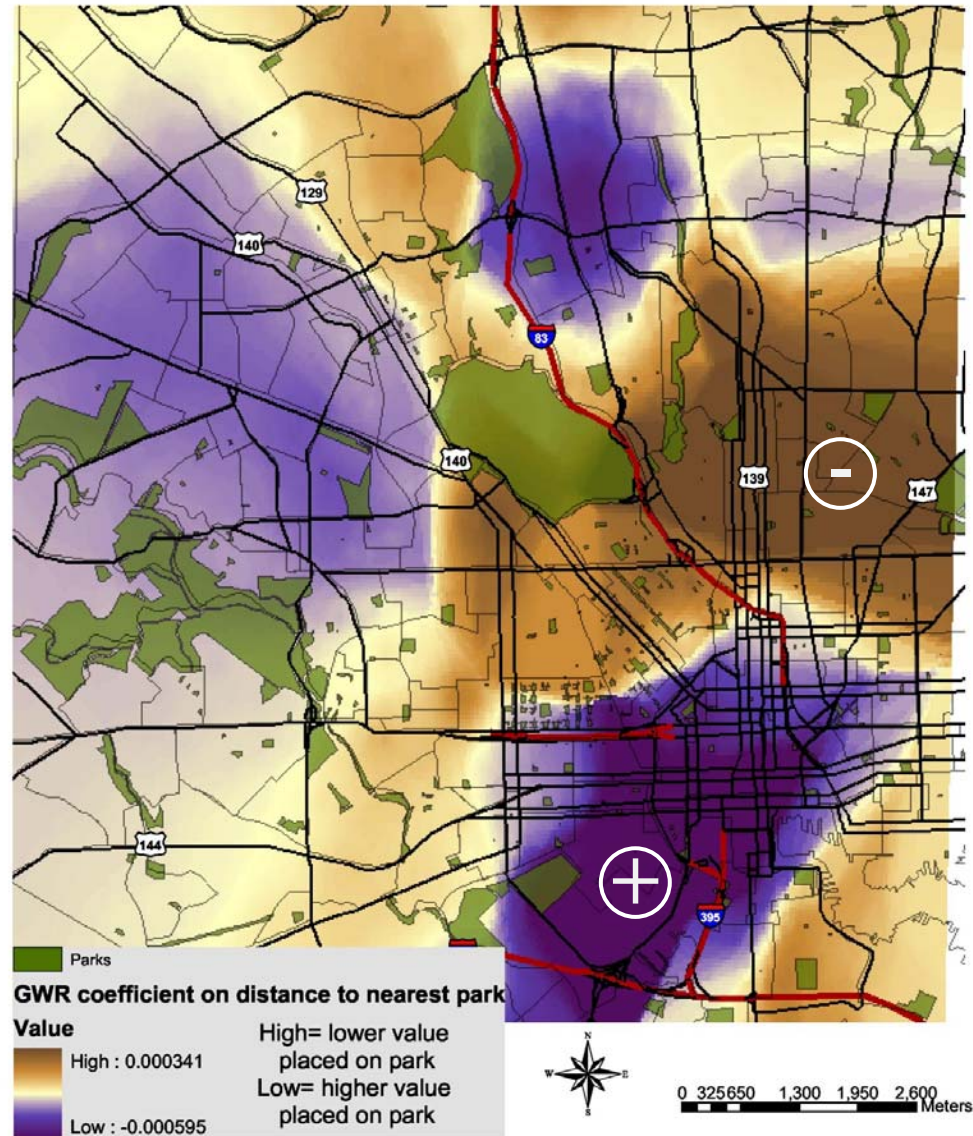 129
140
83
140
139
-
147
+
144
395
Parks
GWR coefficient on distance to nearest park
Value
High : 0.000341
Low : -0.000595
High= lower value
placed on park
Low= higher value
placed on park
N
W E
S
0 325650 1,300 1,950 2,600
Meters